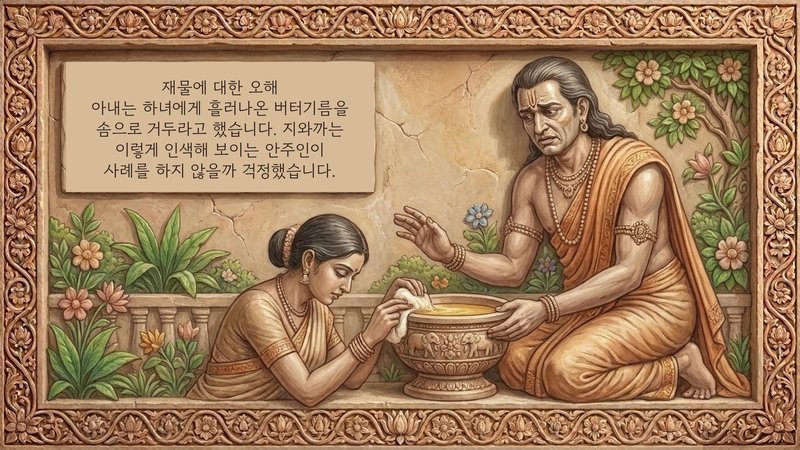 재물에 대한 오해
아내는 하녀에게 흘러나온 버터기름을
솜으로 거두라고 했습니다. 지와까는
이렇게 인색해 보이는 안주인이
사례를 하지 않을까 걱정했습니다.